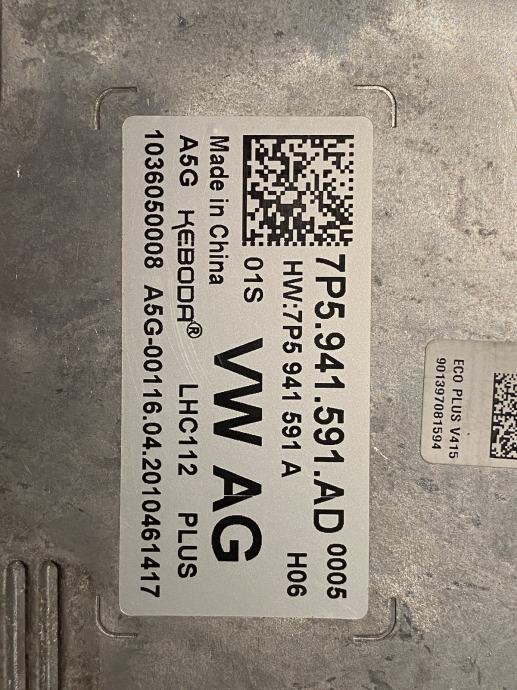 7P5.941.591.AD 0005
HW:7P5 941 591 A H06
01S VW AG
Made in China
A5G KEBODA® LHC112 PLUS
1036050008 A5G-00116.04.2010461417
ECO PLUS V415
901397081594